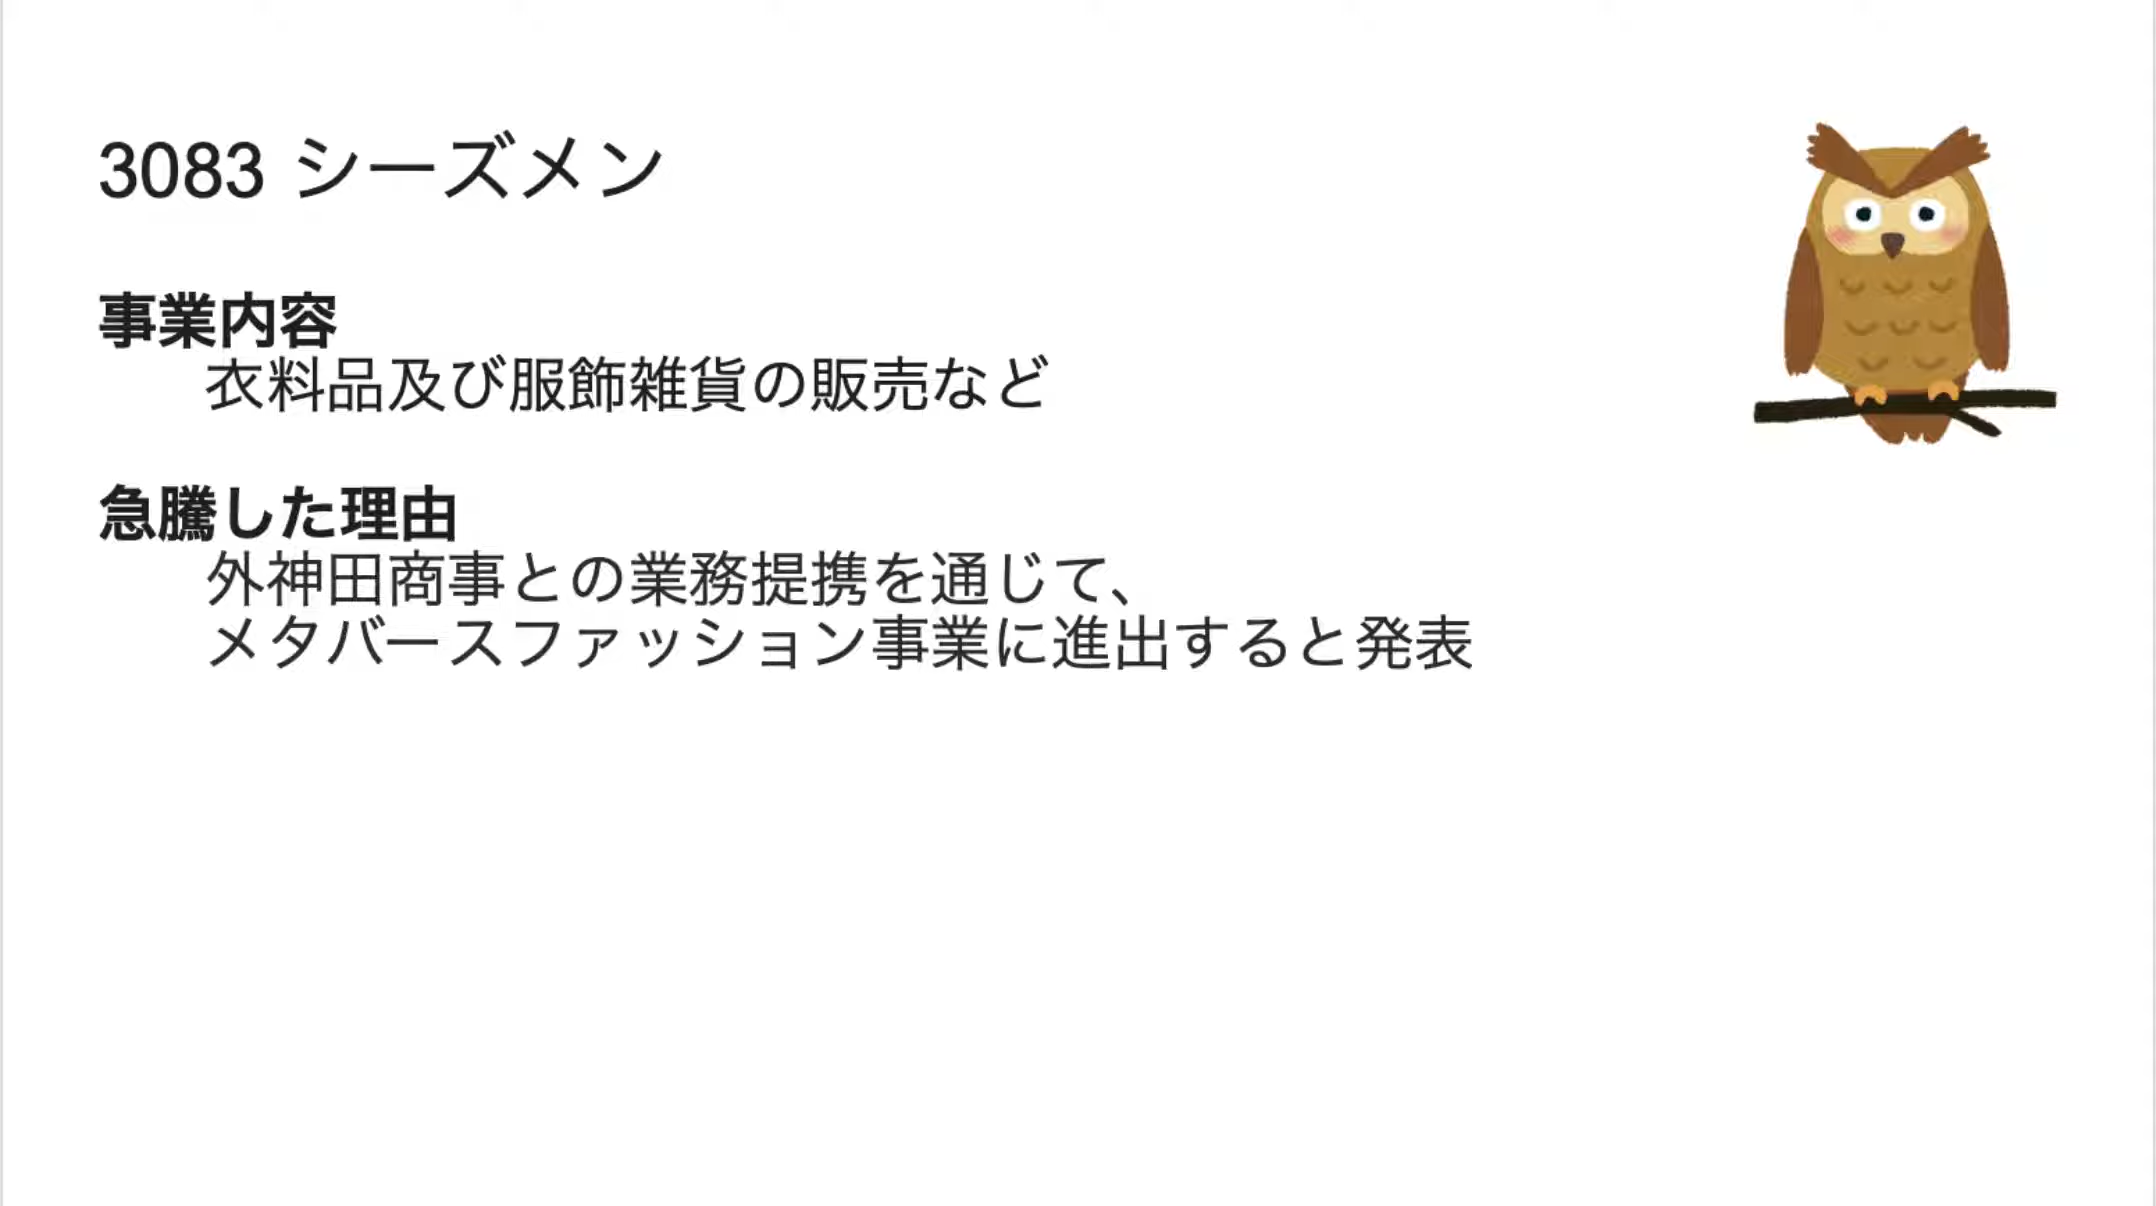 3083 シーズメン
事業内容
衣料品及び服飾雑貨の販売など
急騰した理由
外神田商事との業務提携を通じて、
メタバースファッション事業に進出すると発表